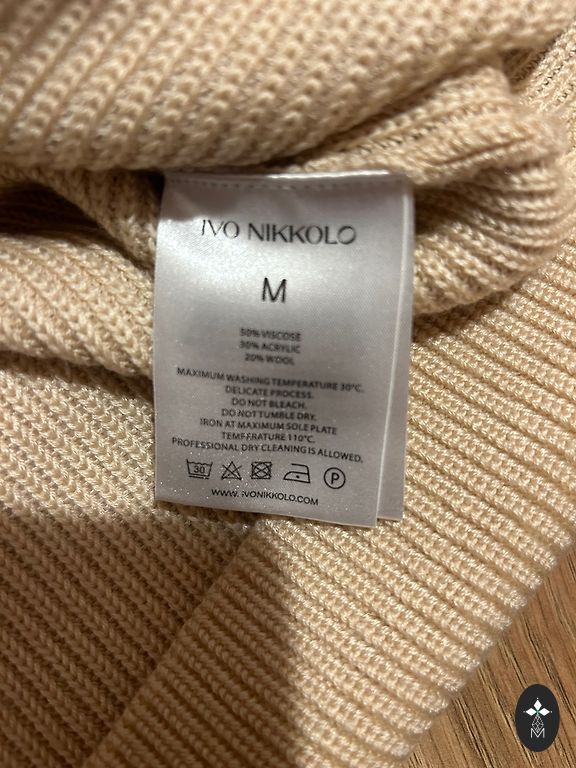 IVO NIKKOLO
M
50% VISCOSE
30% ACRYLIC
20% WOOL
MAXIMUM WASHING TEMPERATURE 30°C.
DELICATE PROCESS.
DO NOT BLEACH.
DO NOT TUMBLE DRY.
IRON AT MAXIMUM SOLE PLATE
TEMPERATURE 110°C.
PROFESSIONAL DRY CLEANING IS ALLOWED.
30 P
WWW.IVONIKKOLO.COM
M